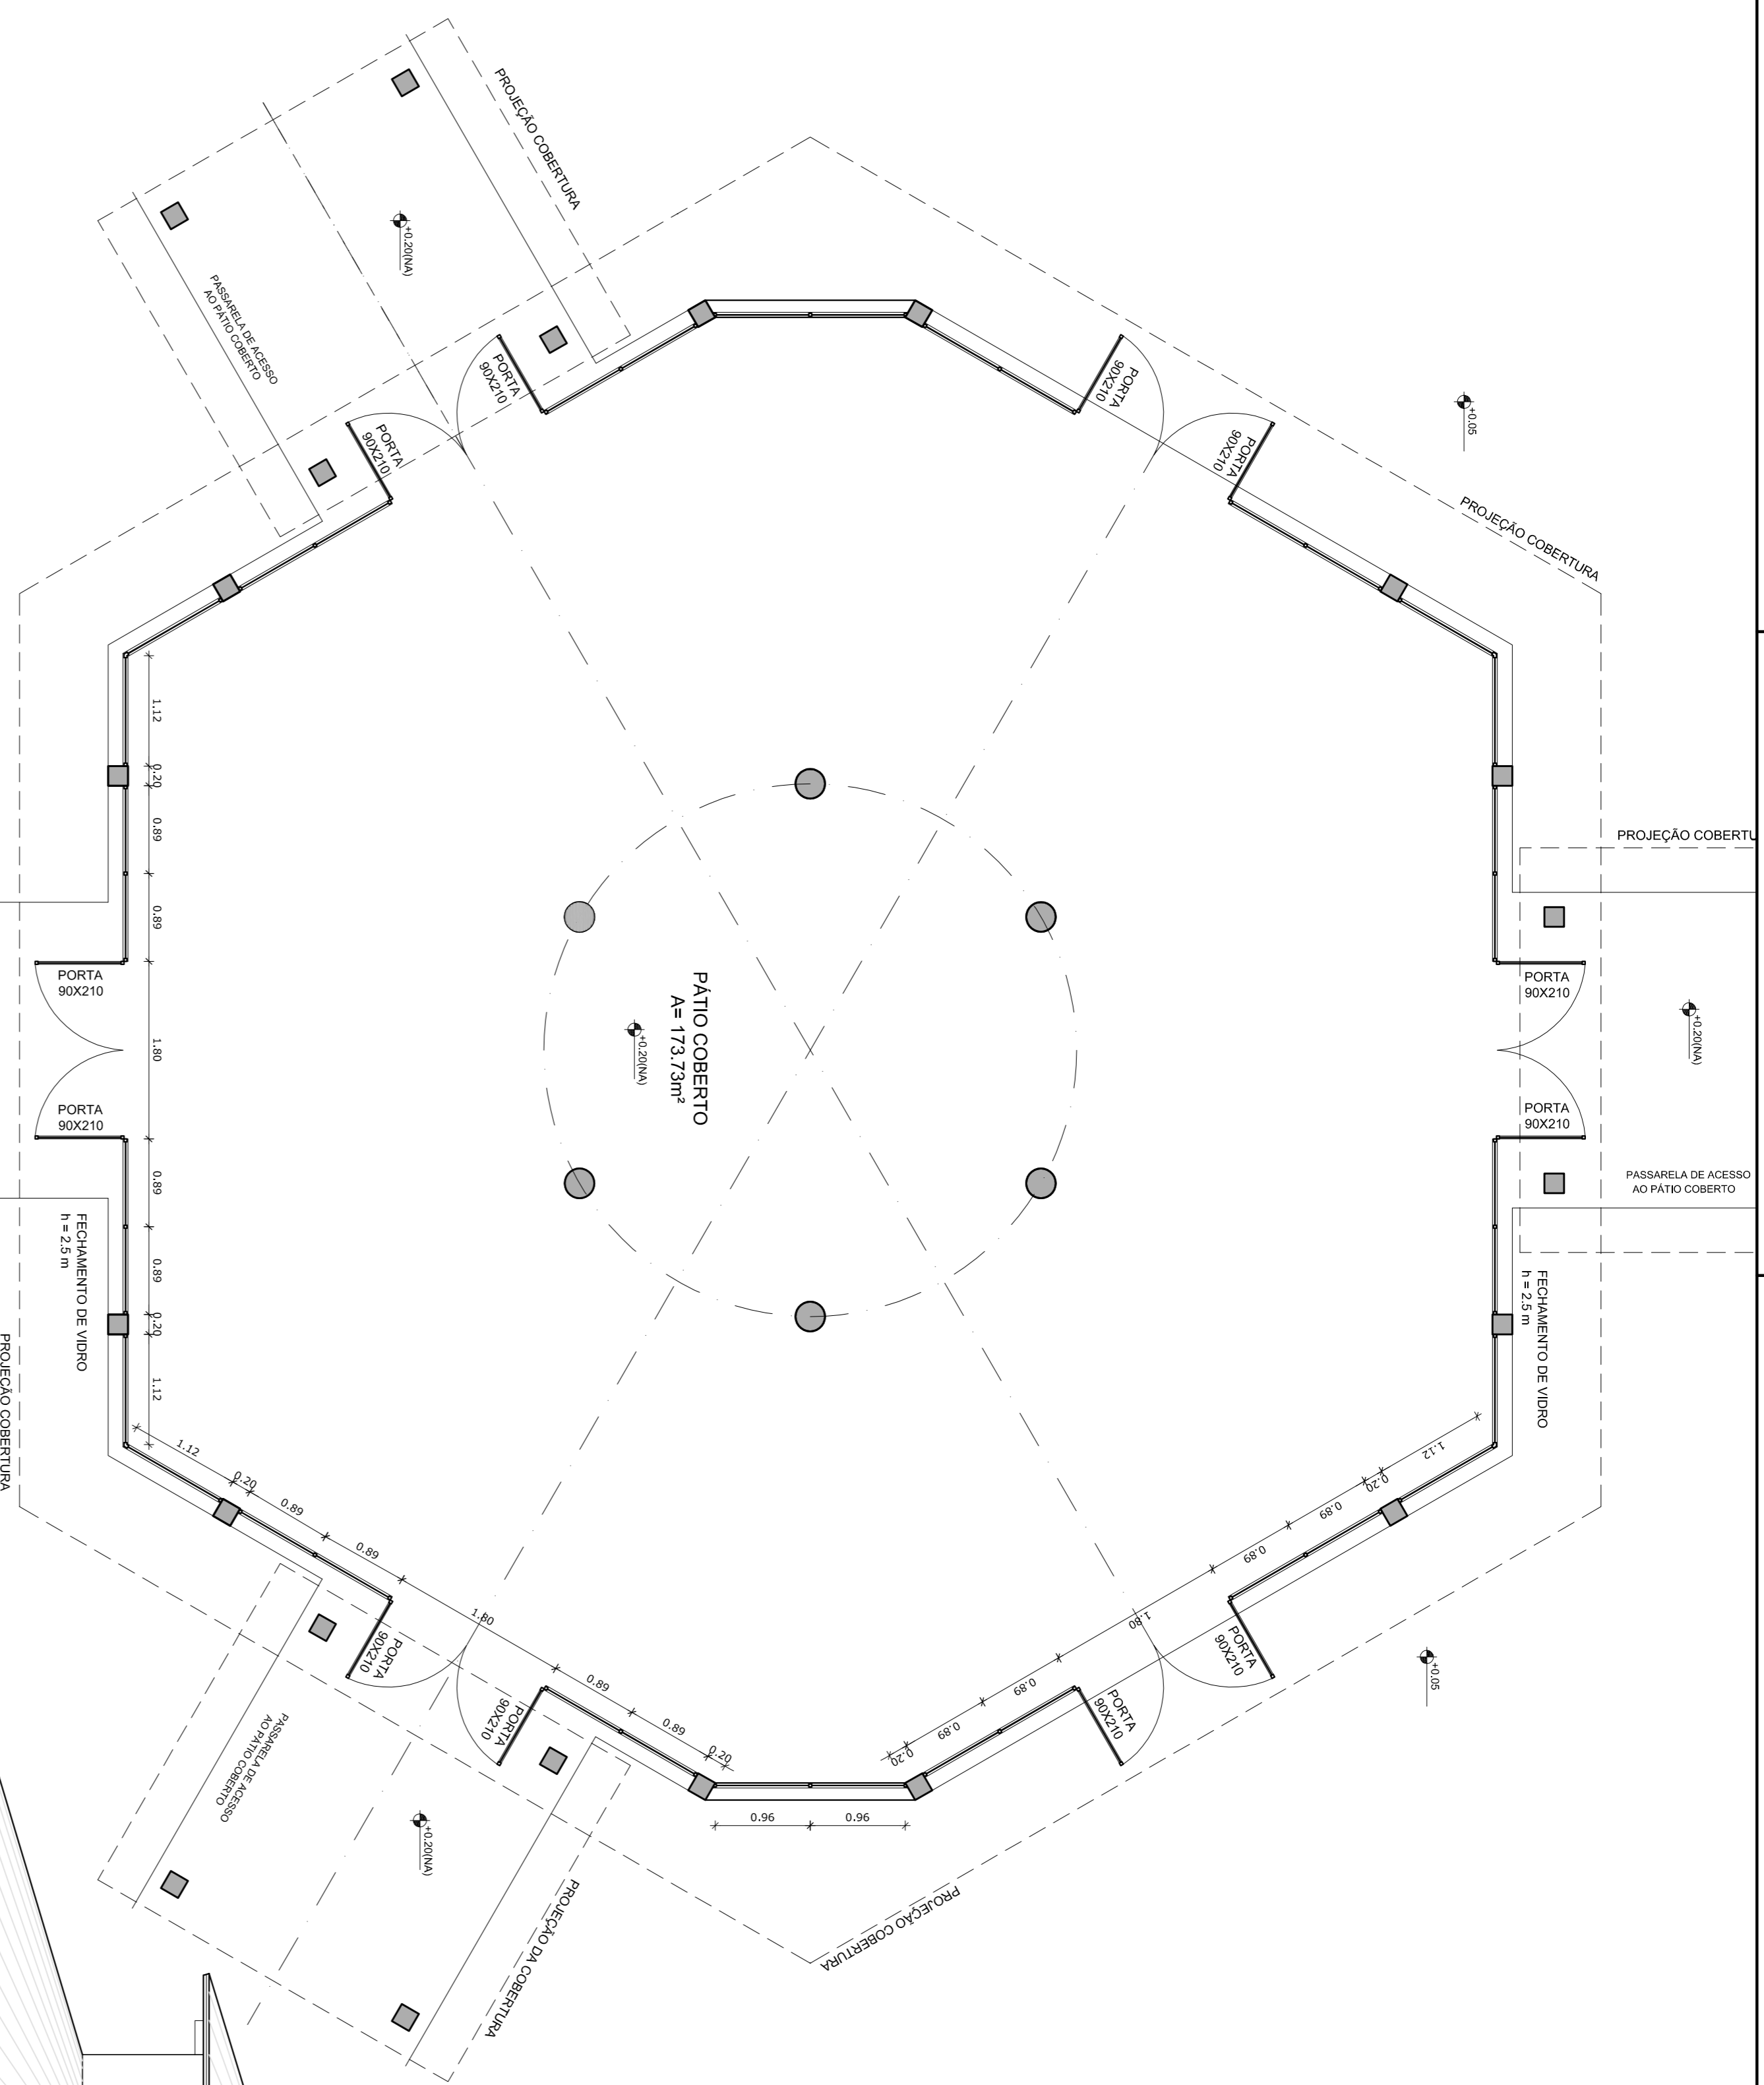 PROJEÇÃO COBERTURA
+0.20(NA)
PASSARELA DE ACESSO
AO PÁTIO COBERTO
PORTA
90X210
PORTA
90X210
PORTA
90X210
PORTA
90X210
+0.05
PROJEÇÃO COBERTURA
1.12
0.20
0.89
0.89
1.80
0.89
0.89
0.20
1.12
PORTA
90X210
PORTA
90X210
PÁTIO COBERTO
A= 173.73m²
+0.20(NA)
PROJEÇÃO COBERTU
PORTA
90X210
PORTA
90X210
+0.20(NA)
PASSARELA DE ACESSO
AO PÁTIO COBERTO
FECHAMENTO DE VIDRO
h = 2.5 m
FECHAMENTO DE VIDRO
h = 2.5 m
PROJEÇÃO COBERTURA
1.12
0.20
0.89
0.89
1.80
0.89
0.89
0.20
0.96
0.96
1.12
0.20
0.89
0.89
1.80
0.89
0.89
0.20
PORTA
90X210
PORTA
90X210
PORTA
90X210
PORTA
90X210
+0.05
PASSARELA DE ACESSO
AO PÁTIO COBERTO
+0.20(NA)
PROJEÇÃO DA COBERTURA
PROJEÇÃO COBERTURA